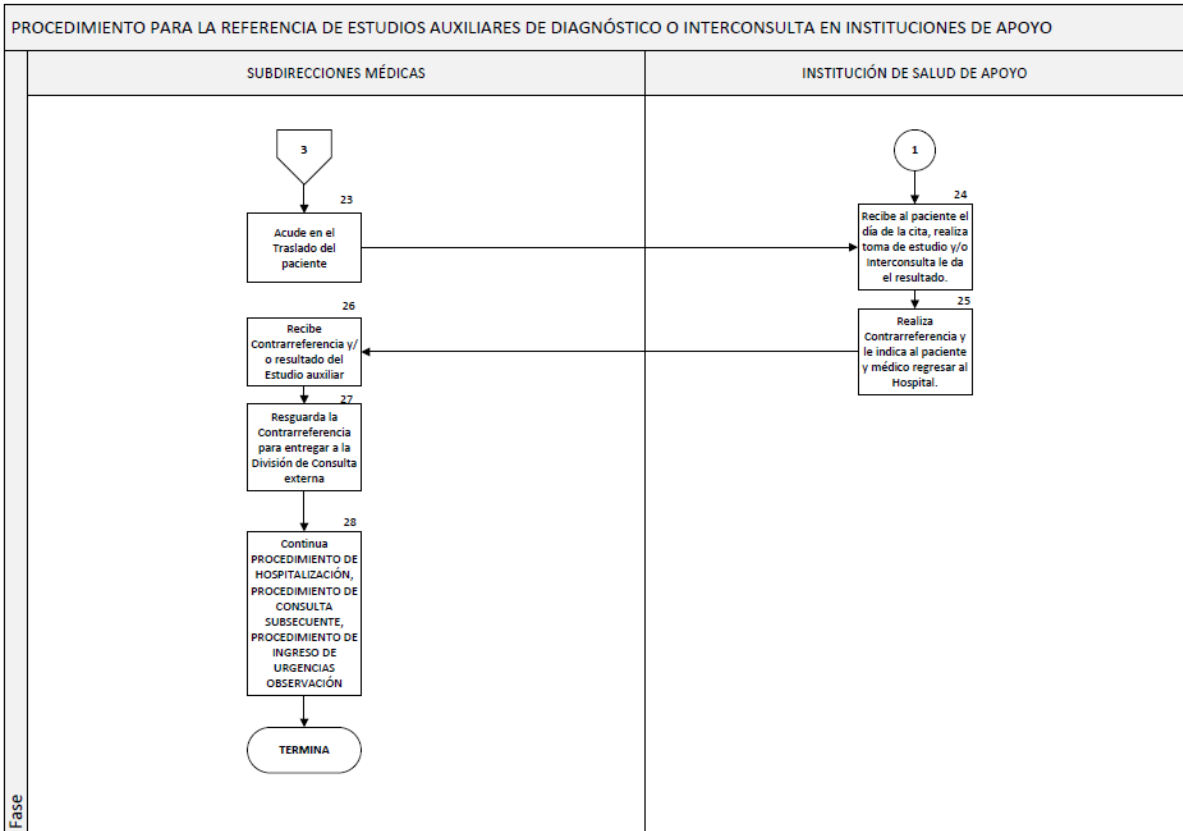 PROCEDIMIENTO PARA LA REFERENCIA DE ESTUDIOS AUXILIARES DE DIAGNÓSTICO O INTERCONSULTA EN INSTITUCIONES DE APOYO
SUBDIRECCIONES MÉDICAS
INSTITUCIÓN DE SALUD DE APOYO
3
1
23
Acude en el
Traslado del
paciente
24
Recibe al paciente el
día de la cita, realiza
toma de estudio y/o
Interconsulta le da
el resultado.
25
Realiza
Contrarreferencia y
le indica al paciente
y médico regresar al
Hospital.
26
Recibe
Contrarreferencia y/
o resultado del
Estudio auxiliar
27
Resguarda la
Contrarreferencia
para entregar a la
División de Consulta
externa
28
Continua
PROCEDIMIENTO DE
HOSPITALIZACIÓN,
PROCEDIMIENTO DE
CONSULTA
SUBSECUENTE,
PROCEDIMIENTO DE
INGRESO DE
URGENCIAS
OBSERVACIÓN
TERMINA
Fase